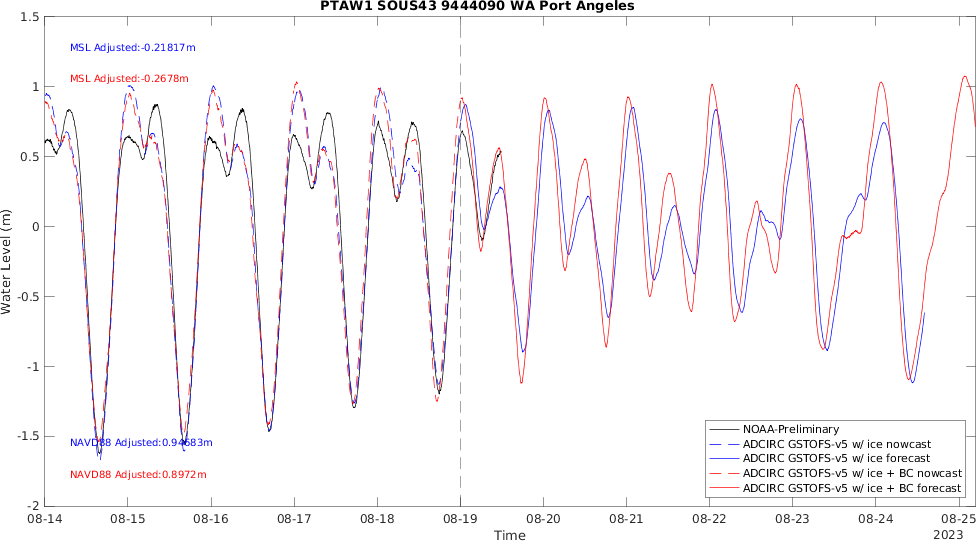 PTAW1 SOUS43 9444090 WA Port Angeles
1.5
MSL Adjusted:-0.21817m
MSL Adjusted:-0.2678m
1
0.5
0
Water Level (m)
-0.5
-1
-1.5
NAVD88 Adjusted:0.94683m
NAVD88 Adjusted:0.8972m
-2
NOAA-Preliminary
ADCIRC GSTOFS-v5 w/ ice nowcast
ADCIRC GSTOFS-v5 w/ ice forecast
ADCIRC GSTOFS-v5 w/ ice + BC nowcast
ADCIRC GSTOFS-v5 w/ ice + BC forecast
08-14 08-15 08-16 08-17 08-18 08-19 08-20 08-21 08-22 08-23 08-24 08-25
Time
2023